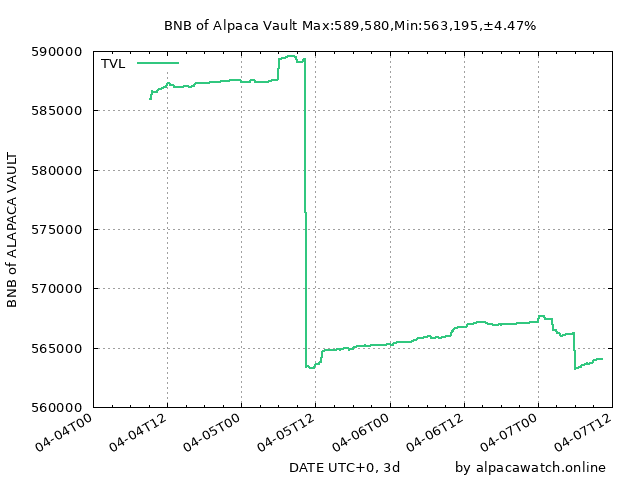 BNB of Alpaca Vault Max:589,580,Min:563,195,±4.47%
TVL
BNB of ALAPACA VAULT
590000
585000
580000
575000
570000
565000
560000
04-04T00
04-04T12
04-05T00
04-05T12
04-06T00
04-06T12
04-07T00
04-07T12
DATE UTC+0, 3d
by alpacawatch.online